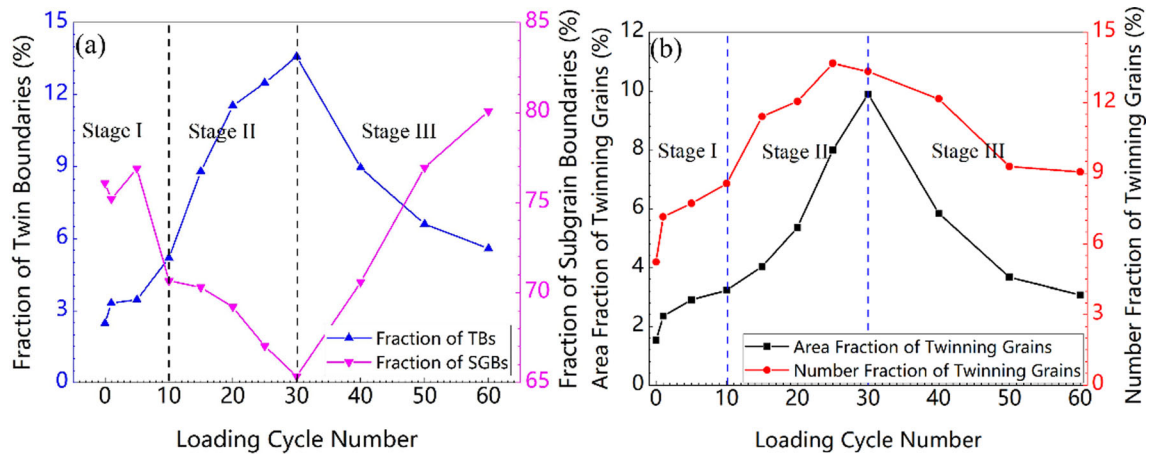 (a)
Fraction of Twin Boundaries (%)
15
12
9
6
3
0
Stage I
Stage II
Stage III
Fraction of TBs
Fraction of SGBs
85
80
75
70
65
Fraction of Subgrain Boundaries (%)
0 10 20 30 40 50 60
Loading Cycle Number
(b)
Area Fraction of Twinning Grains (%)
12
10
8
6
4
2
0
Stage I
Stage II
Stage III
Area Fraction of Twinning Grains
Number Fraction of Twinning Grains
15
12
9
6
3
0
Number Fraction of Twinning Grains (%)
0 10 20 30 40 50 60
Loading Cycle Number